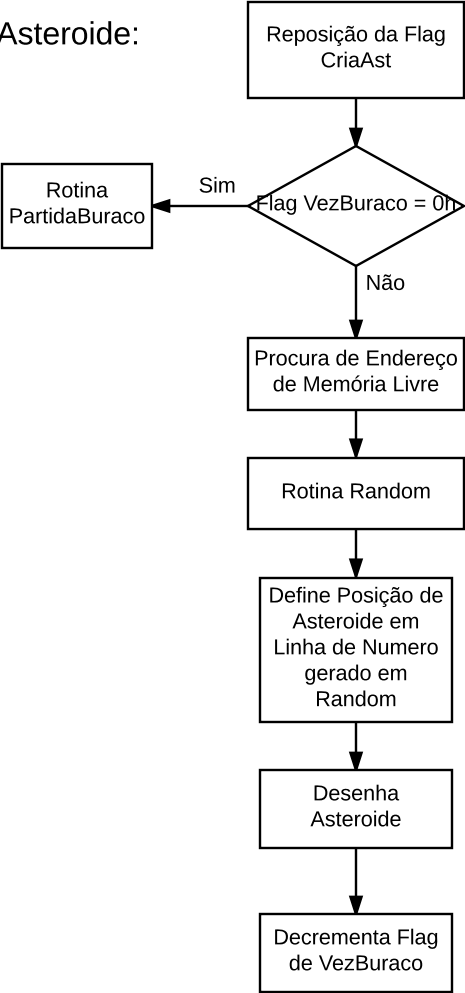 Asteroide:
Reposição da Flag
CriaAst
Flag VezBuraco = 0h
Sim
Rotina
PartidaBuraco
Não
Procura de Endereço
de Memória Livre
Rotina Random
Define Posição de
Asteroide em
Linha de Numero
gerado em
Random
Desenha
Asteroide
Decrementa Flag
de VezBuraco